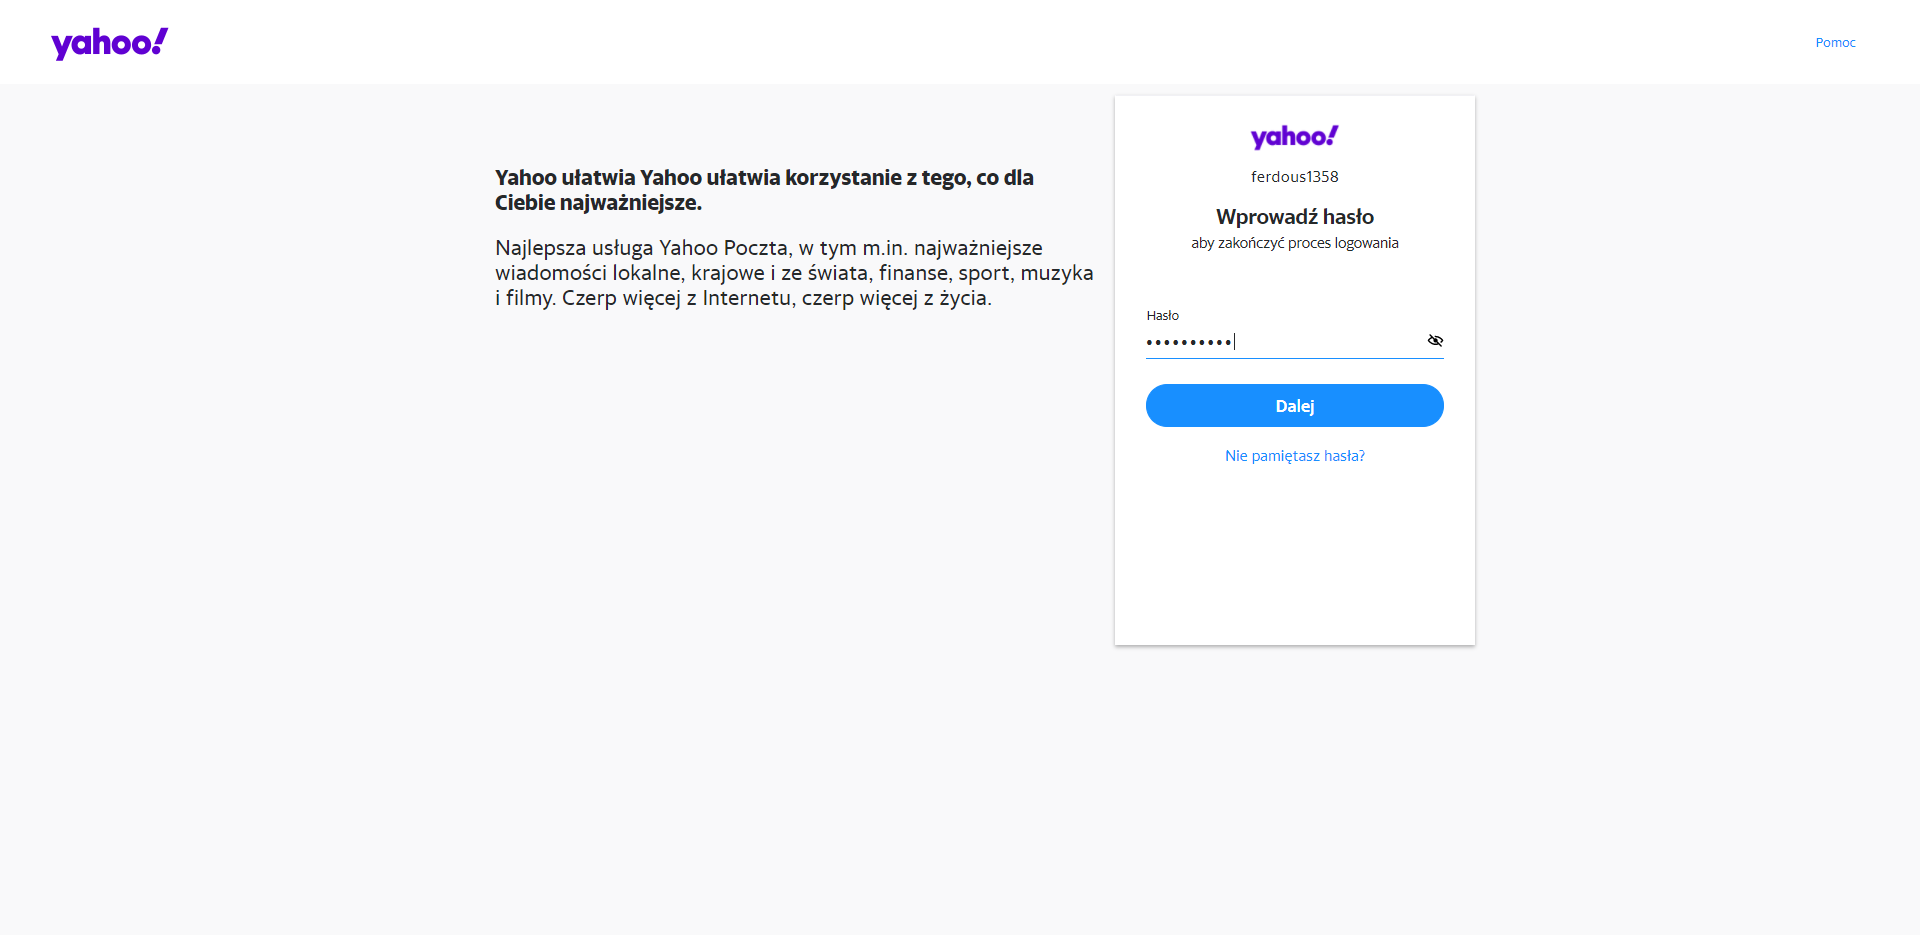 yahoo!
Pomoc
Yahoo ułatwia Yahoo ułatwia korzystanie z tego, co dla
Ciebie najważniejsze.
Najlepsza usługa Yahoo Poczta, w tym m.in. najważniejsze
wiadomości lokalne, krajowe i ze świata, finanse, sport, muzyka
i filmy. Czerp więcej z Internetu, czerp więcej z życia.
yahoo!
ferdous1358
Wprowadź hasło
aby zakończyć proces logowania
Hasło
••••••••••
Dalej
Nie pamiętasz hasła?